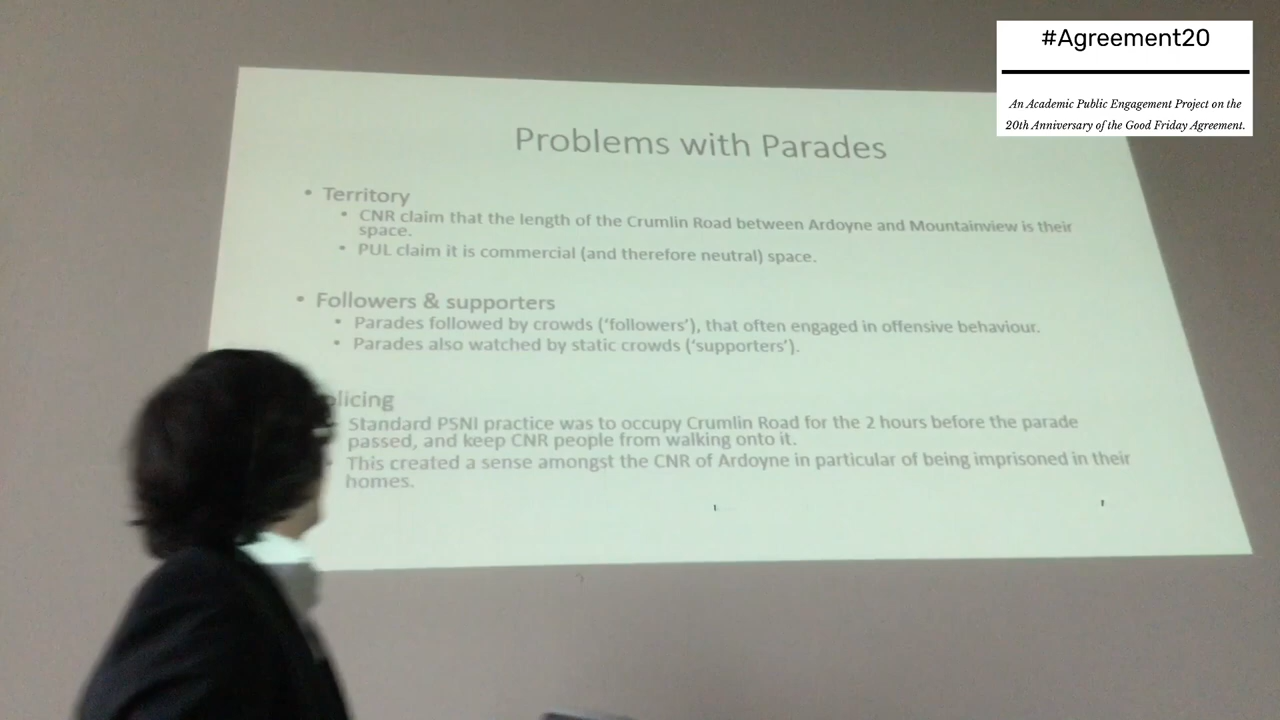 #Agreement20
An Academic Public Engagement Project on the
20th Anniversary of the Good Friday Agreement.
Problems with Parades
• Territory
• CNR claim that the length of the Crumlin Road between Ardoyne and Mountainview is their
space.
• PUL claim it is commercial (and therefore neutral) space.
• Followers & supporters
• Parades followed by crowds (‘followers’), that often engaged in offensive behaviour.
• Parades also watched by static crowds (‘supporters’).
licing
Standard PSNI practice was to occupy Crumlin Road for the 2 hours before the parade
passed, and keep CNR people from walking onto it.
• This created a sense amongst the CNR of Ardoyne in particular of being imprisoned in their
homes.